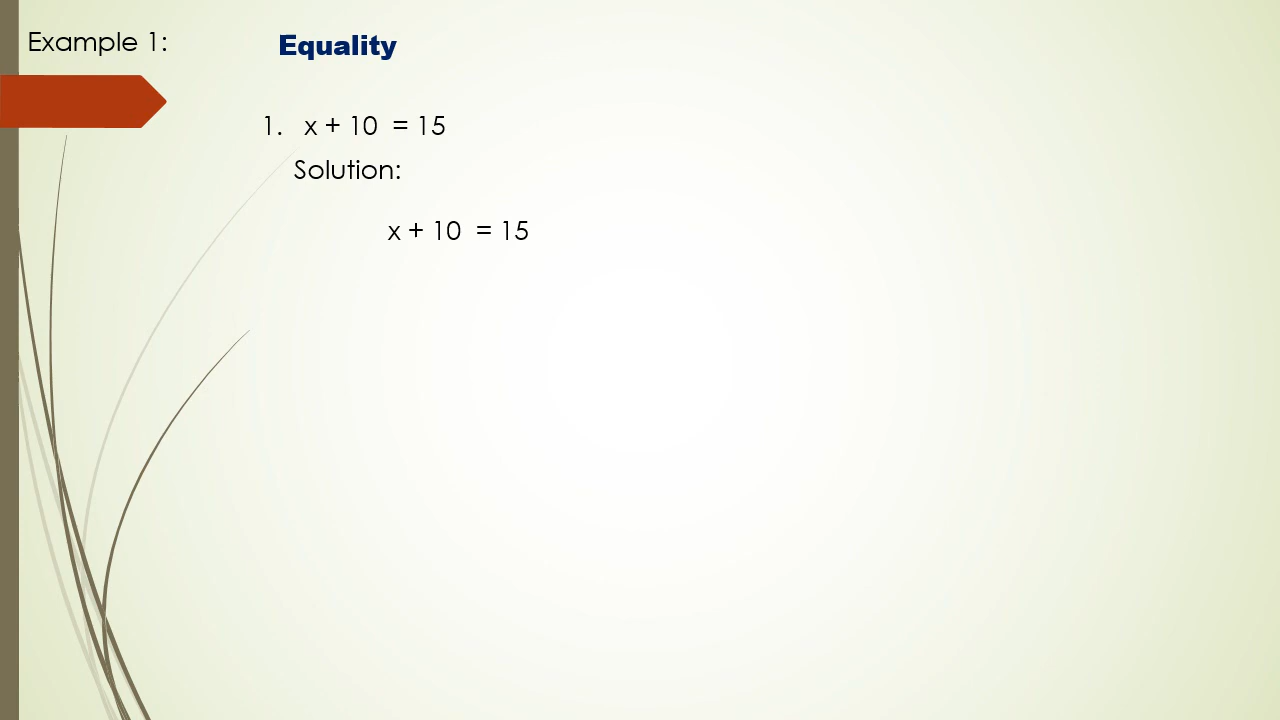 Example 1:
Equality
1. x + 10 = 15
Solution:
x + 10 = 15